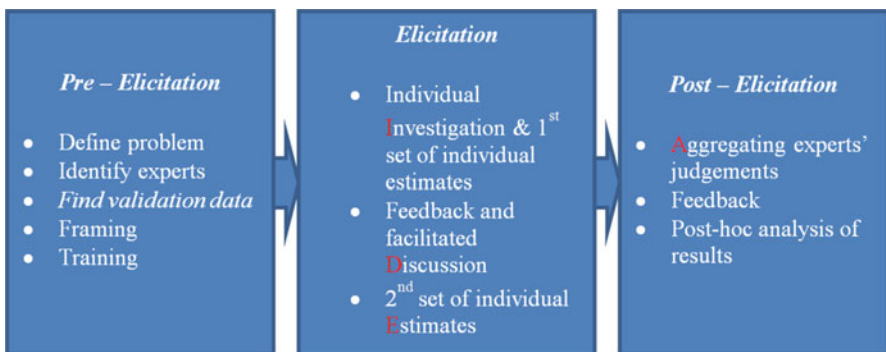 Pre – Elicitation
• Define problem
• Identify experts
• Find validation data
• Framing
• Training
Elicitation
• Individual
Investigation & 1st
set of individual
estimates
• Feedback and
facilitated
Discussion
• 2nd set of individual
Estimates
Post – Elicitation
• Aggregating experts’
judgements
• Feedback
• Post-hoc analysis of
results